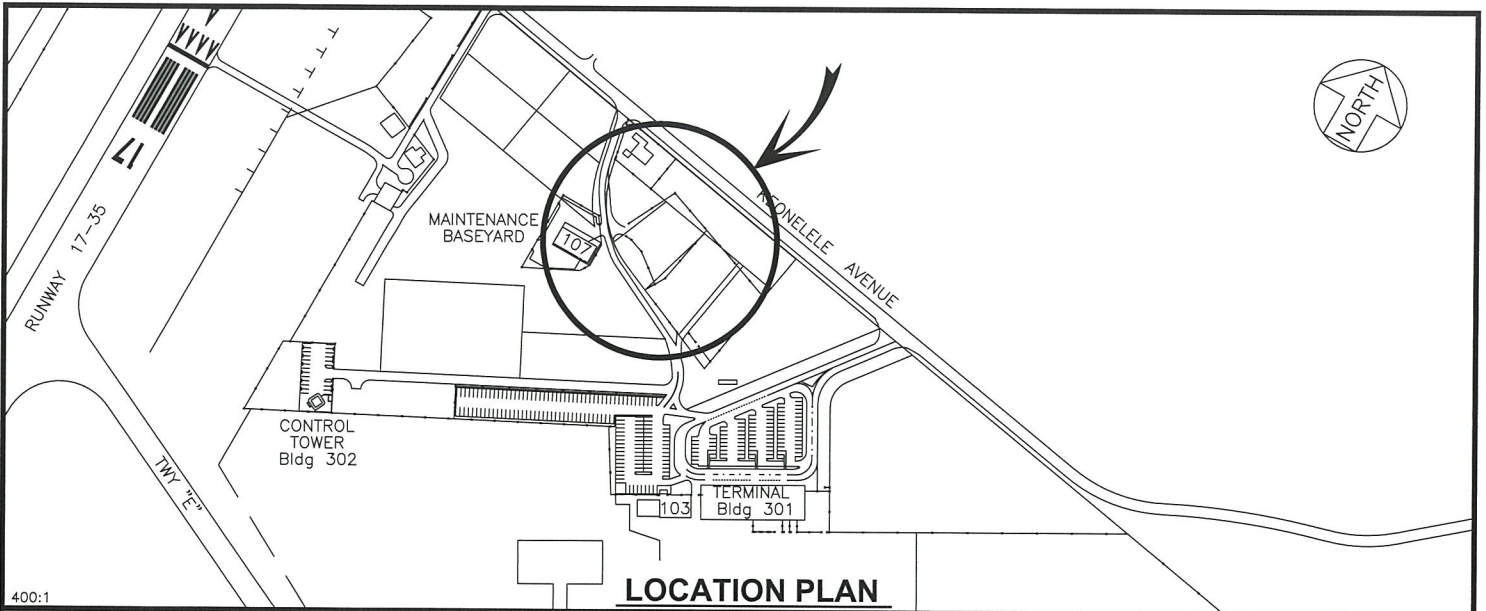 NORTH
17
RUNWAY 17-35
MAINTENANCE
BASEYARD
107
KEONELELE AVENUE
CONTROL
TOWER
Bldg 302
TWY "E"
103
TERMINAL
Bldg 301
400:1
LOCATION PLAN